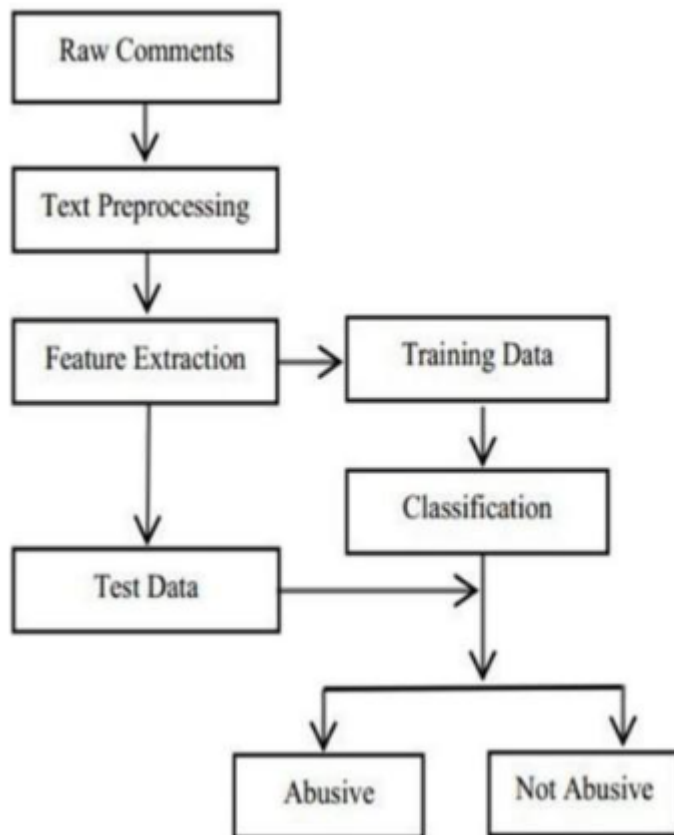 Raw Comments
Text Preprocessing
Feature Extraction
Training Data
Classification
Test Data
Abusive
Not Abusive